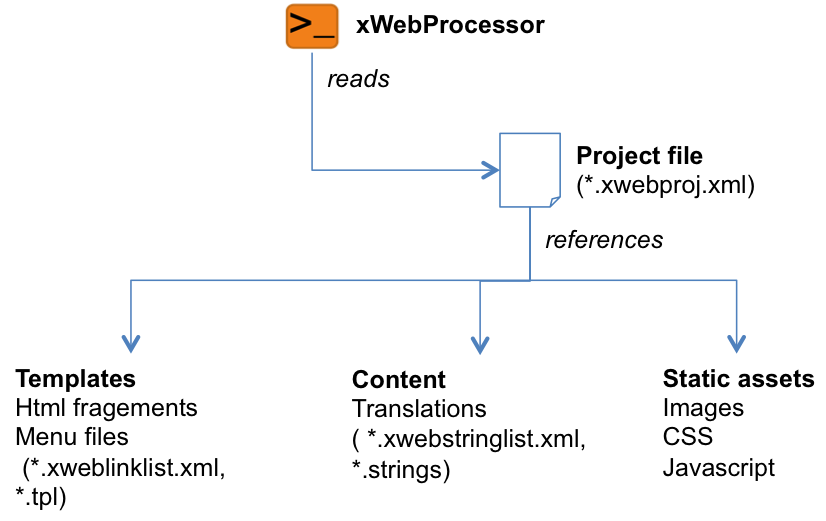 >_ xWebProcessor
reads
Project file
(*.xwebproj.xml)
references
Templates
Html fragements
Menu files
(*.xweblinklist.xml,
*.tpl)
Content
Translations
( *.xwebstringlist.xml,
*.strings)
Static assets
Images
CSS
Javascript